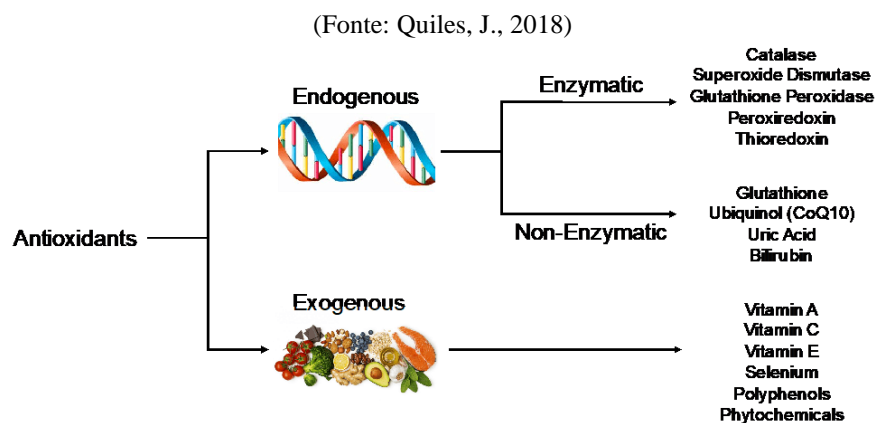 (Fonte: Quiles, J., 2018)
Antioxidants
Endogenous
Enzymatic
Catalase
Superoxide Dismutase
Glutathione Peroxidase
Peroxiredoxin
Thioredoxin
Non-Enzymatic
Glutathione
Ubiquinol (CoQ10)
Uric Acid
Bilirubin
Exogenous
Vitamin A
Vitamin C
Vitamin E
Selenium
Polyphenols
Phytochemicals